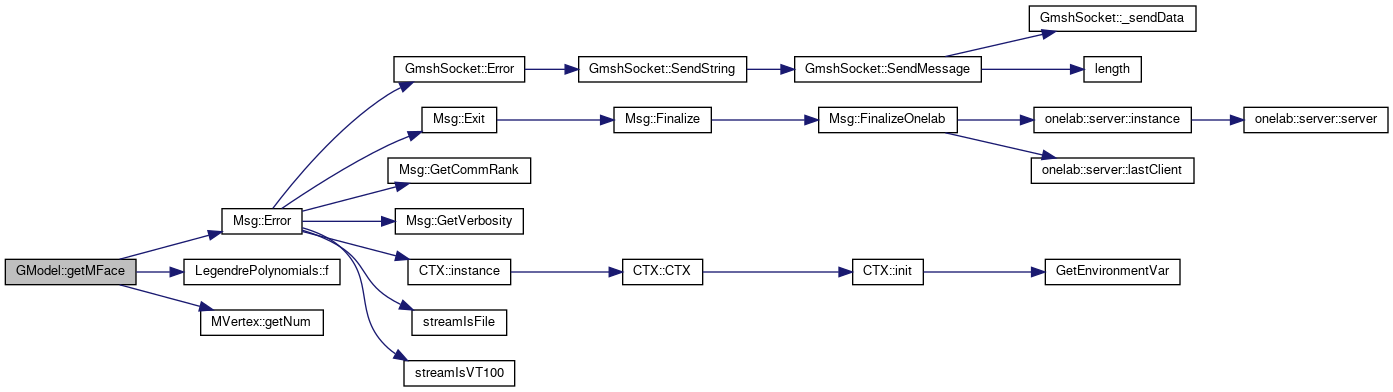 GModel::getMFace
Msg::Error
LegendrePolynomials::f
MVertex::getNum
GmshSocket::Error
Msg::Exit
Msg::GetCommRank
Msg::GetVerbosity
CTX::instance
streamIsFile
streamIsVT100
GmshSocket::SendString
GmshSocket::SendMessage
GmshSocket::_sendData
length
Msg::Finalize
Msg::FinalizeOnelab
onelab::server::instance
onelab::server::server
onelab::server::lastClient
CTX::CTX
CTX::init
GetEnvironmentVar